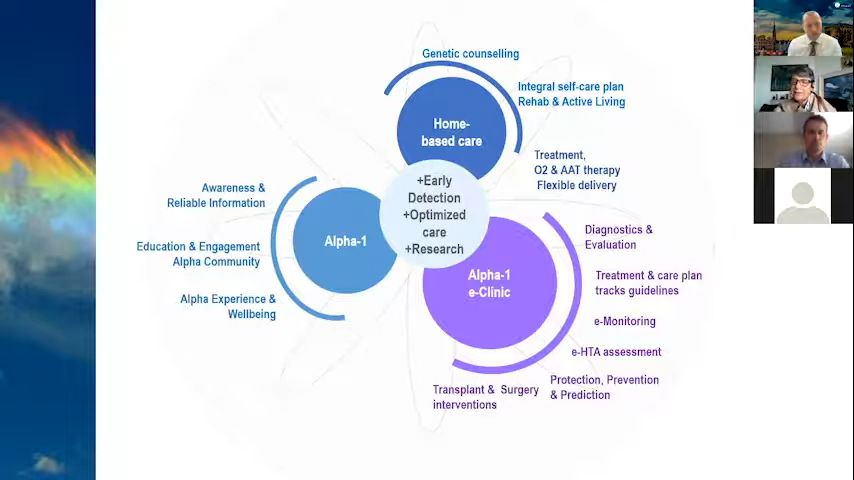 Genetic counselling
Integral self-care plan
Rehab & Active Living
Home-
based care
Treatment,
O2 & AAT therapy
Flexible delivery
+Early
Detection
+Optimized
care
+Research
Awareness &
Reliable Information
Education & Engagement
Alpha Community
Alpha Experience &
Wellbeing
Alpha-1
Alpha-1
e-Clinic
Diagnostics &
Evaluation
Treatment & care plan
tracks guidelines
e-Monitoring
e-HTA assessment
Protection, Prevention
& Prediction
Transplant & Surgery
interventions